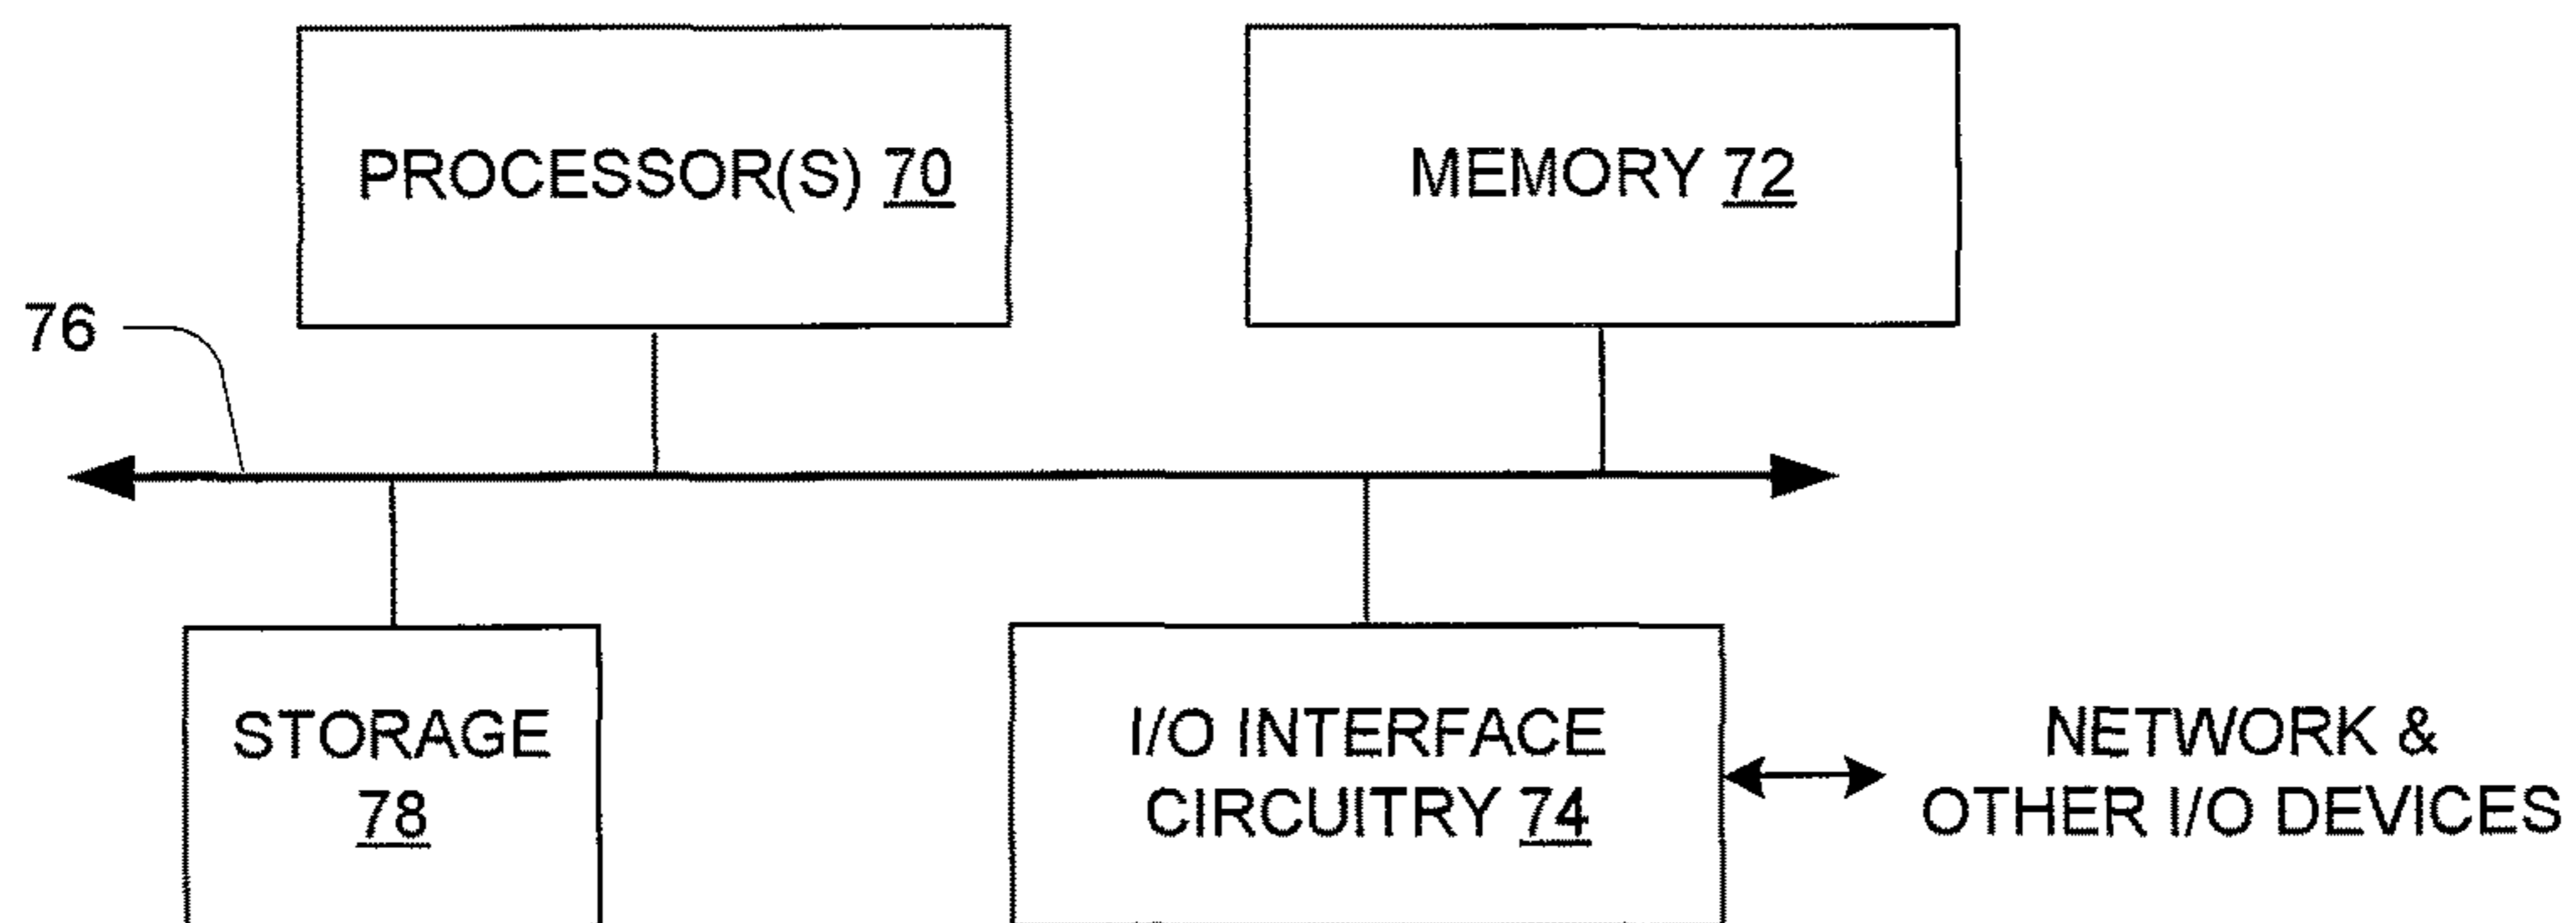 PROCESSOR(S) 70
MEMORY 72
76
STORAGE
78
I/O INTERFACE
CIRCUITRY 74
NETWORK &
OTHER I/O DEVICES